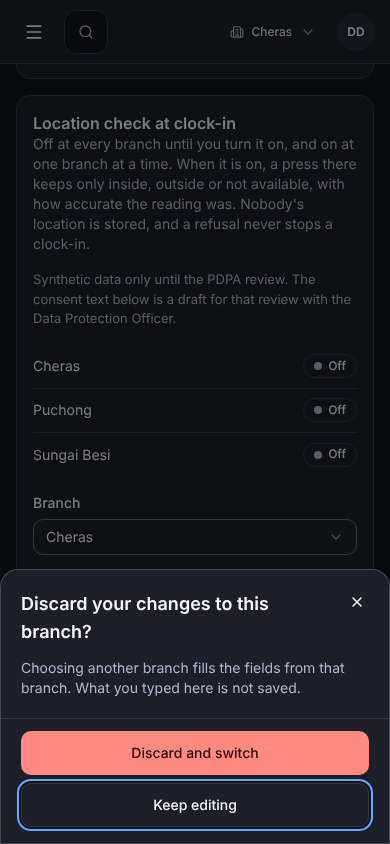 Cheras
DD
Location check at clock-in
Off at every branch until you turn it on, and on at
one branch at a time. When it is on, a press there
keeps only inside, outside or not available, with
how accurate the reading was. Nobody's
location is stored, and a refusal never stops a
clock-in.
Synthetic data only until the PDPA review. The
consent text below is a draft for that review with the
Data Protection Officer.
Cheras
Off
Puchong
Off
Sungai Besi
Off
Branch
Cheras
Discard your changes to this
branch?
Choosing another branch fills the fields from that
branch. What you typed here is not saved.
Discard and switch
Keep editing